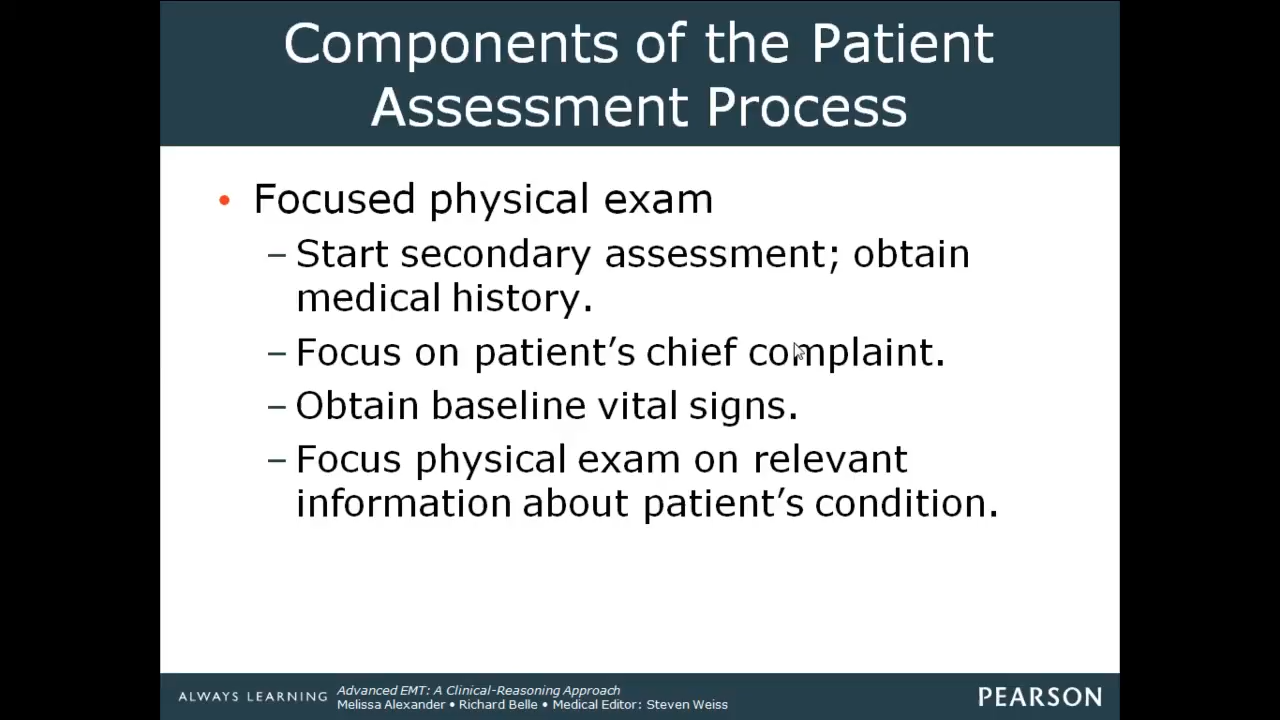 Components of the Patient
Assessment Process
• Focused physical exam
– Start secondary assessment; obtain
medical history.
– Focus on patient’s chief complaint.
– Obtain baseline vital signs.
– Focus physical exam on relevant
information about patient’s condition.
ALWAYS LEARNING
Advanced EMT: A Clinical-Reasoning Approach
Melissa Alexander • Richard Belle • Medical Editor: Steven Weiss
PEARSON